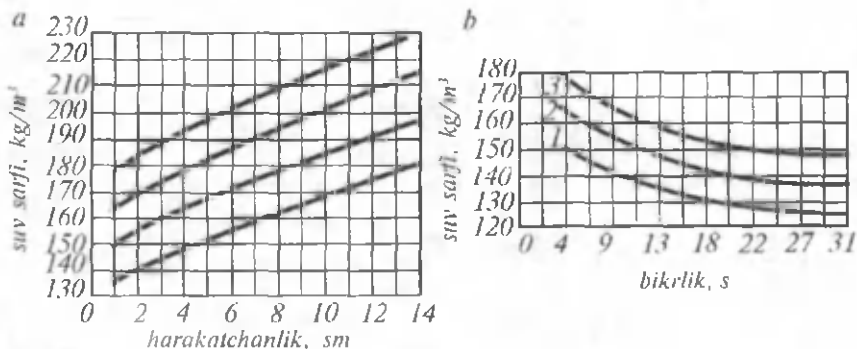 a
230
220
210
200
190
180
170
160
150
140
130
suv sarfi, kg/m³
0 2 4 6 8 10 12 14
harakatchanlik, sm
b
180
170
160
150
140
130
120
suv sarfi, kg/m³
3
2
1
0 4 9 13 18 22 27 31
bikrlik, s